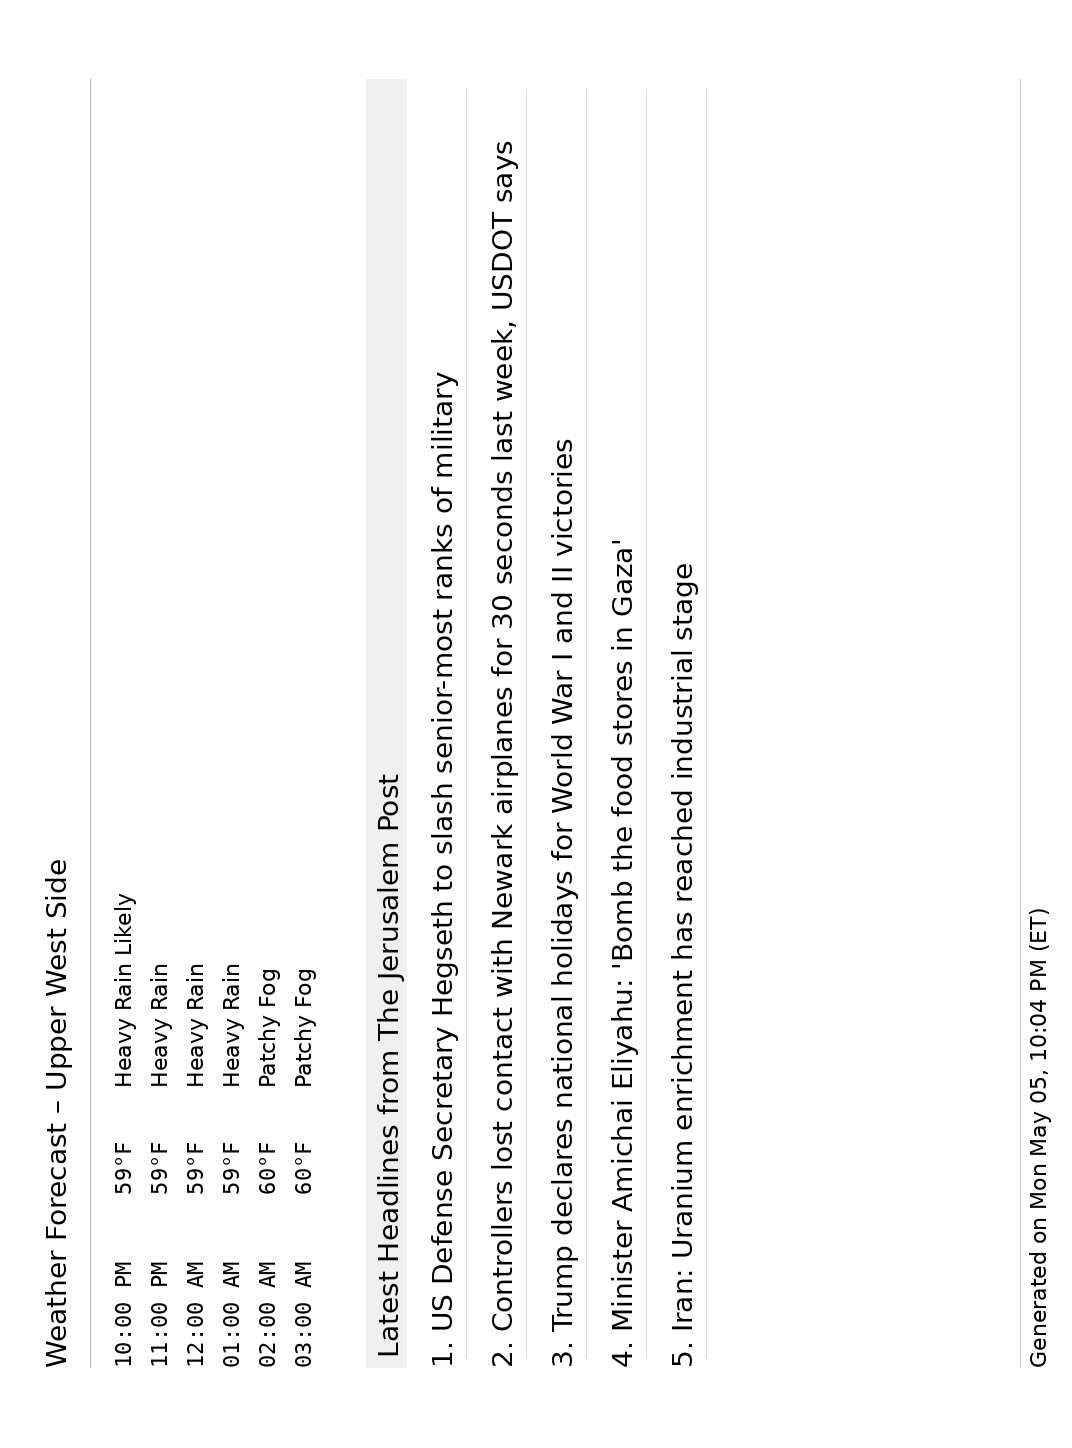 Weather Forecast – Upper West Side
10:00 PM 59°F Heavy Rain Likely
11:00 PM 59°F Heavy Rain
12:00 AM 59°F Heavy Rain
01:00 AM 59°F Heavy Rain
02:00 AM 60°F Patchy Fog
03:00 AM 60°F Patchy Fog
Latest Headlines from The Jerusalem Post
1. US Defense Secretary Hegseth to slash senior-most ranks of military
2. Controllers lost contact with Newark airplanes for 30 seconds last week, USDOT says
3. Trump declares national holidays for World War I and II victories
4. Minister Amichai Eliyahu: 'Bomb the food stores in Gaza'
5. Iran: Uranium enrichment has reached industrial stage
Generated on Mon May 05, 10:04 PM (ET)